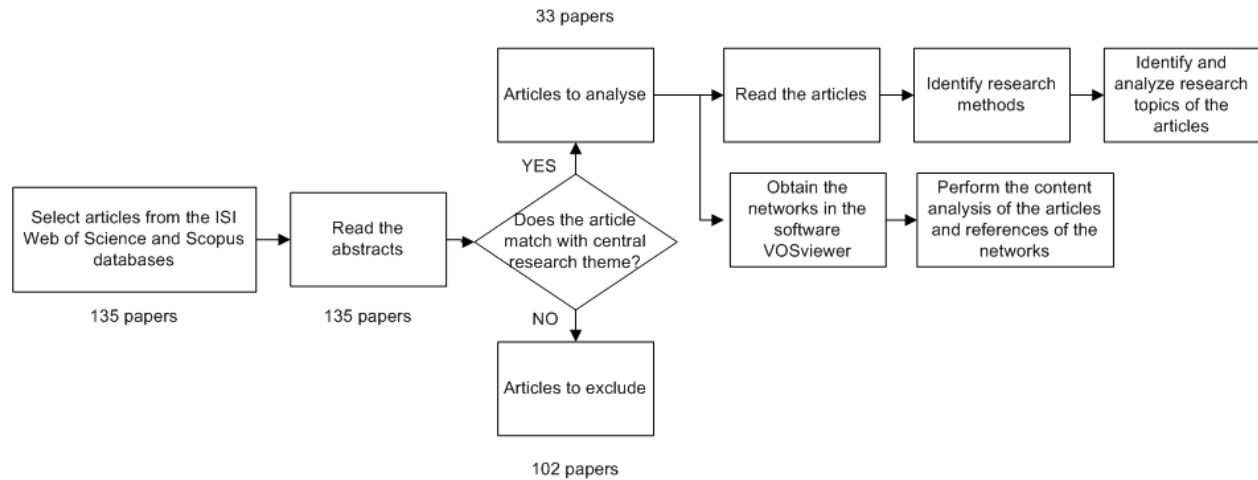 33 papers
Articles to analyse
Read the articles
Identify research
methods
Identify and
analyze research
topics of the
articles
YES
Select articles from the ISI
Web of Science and Scopus
databases
Read the
abstracts
Does the article
match with central
research theme?
Obtain the
networks in the
software
VOSviewer
Perform the content
analysis of the articles
and references of the
networks
135 papers
135 papers
NO
Articles to exclude
102 papers